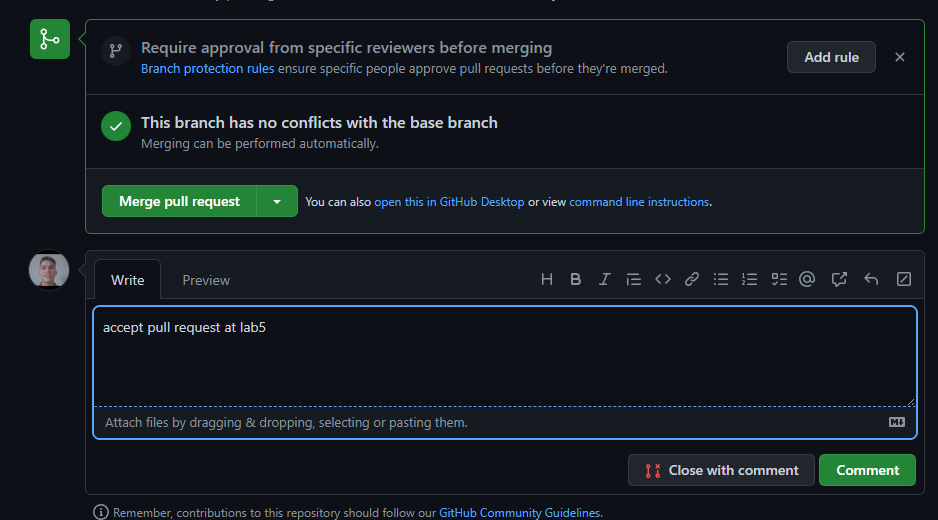 Require approval from specific reviewers before merging
Branch protection rules ensure specific people approve pull requests before they're merged.
Add rule
This branch has no conflicts with the base branch
Merging can be performed automatically.
Merge pull request
You can also open this in GitHub Desktop or view command line instructions.
Write
Preview
accept pull request at lab5
Attach files by dragging & dropping, selecting or pasting them.
Close with comment
Comment
Remember, contributions to this repository should follow our GitHub Community Guidelines.